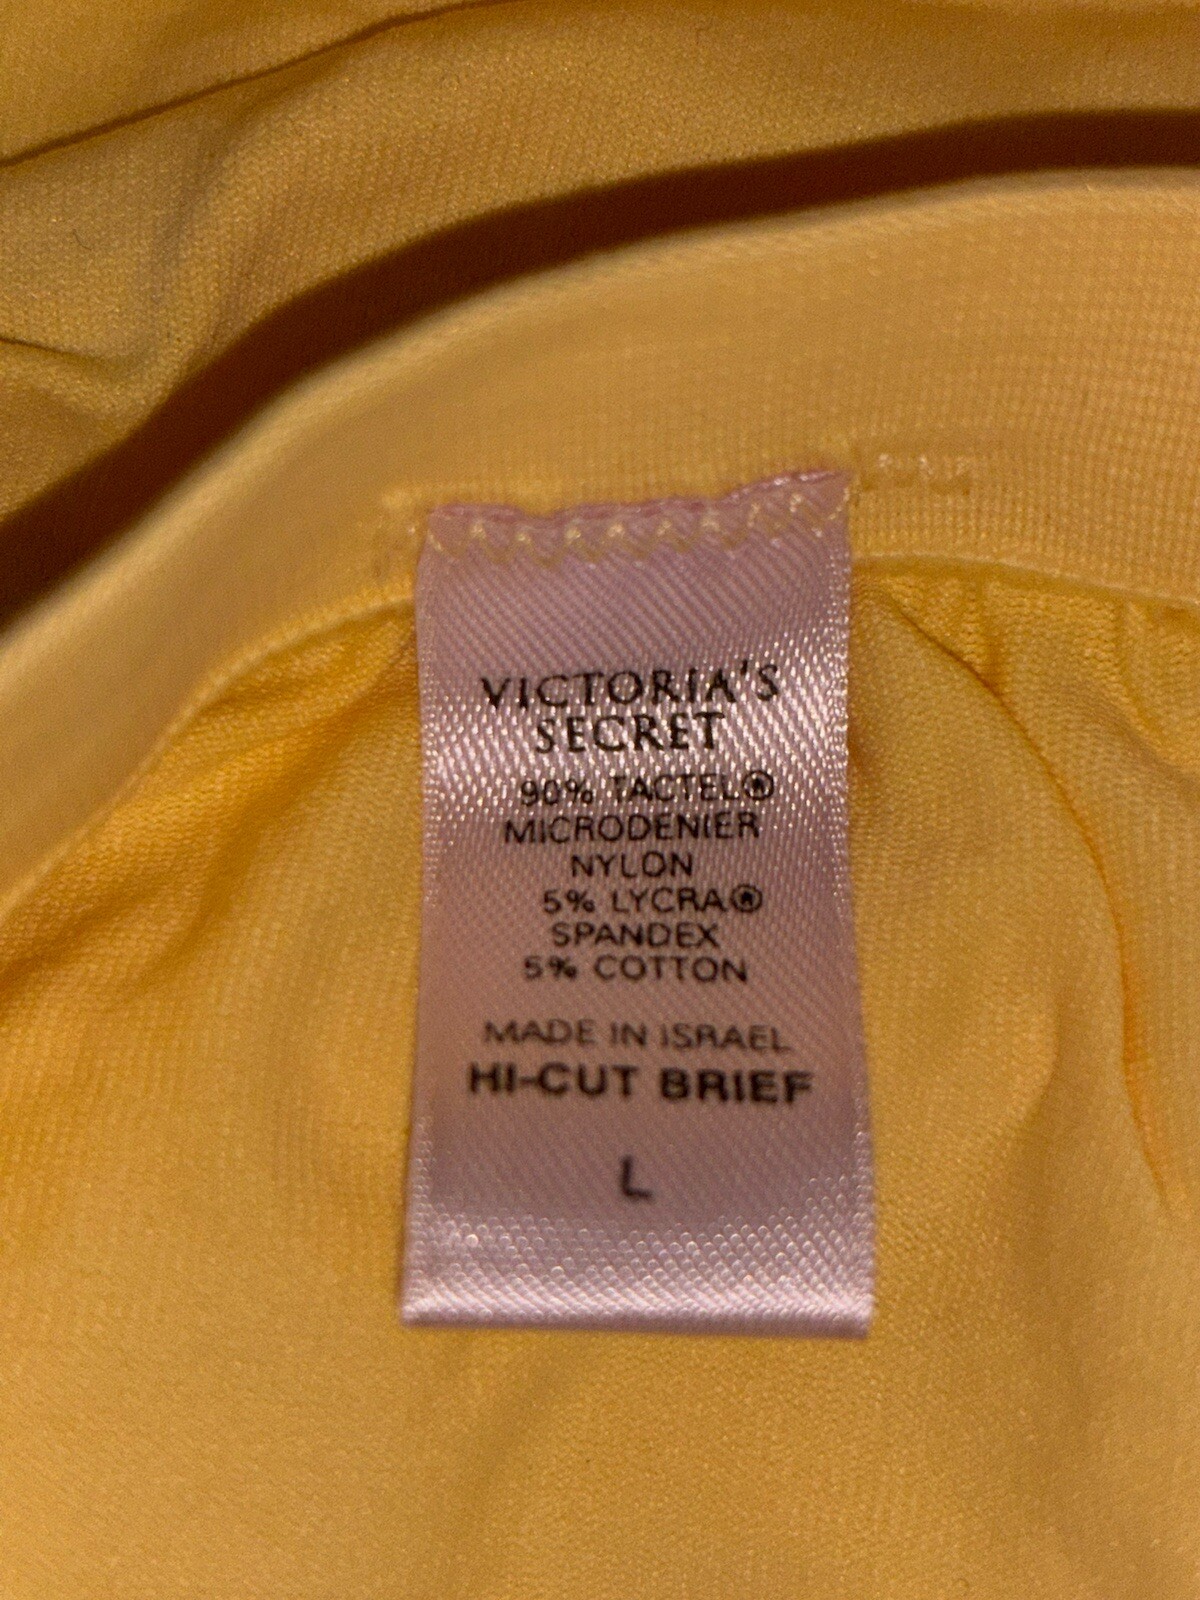 VICTORIA'S
SECRET
90% TACTEL®
MICRODENIER
NYLON
5% LYCRA®
SPANDEX
5% COTTON
MADE IN ISRAEL
HI-CUT BRIEF
L